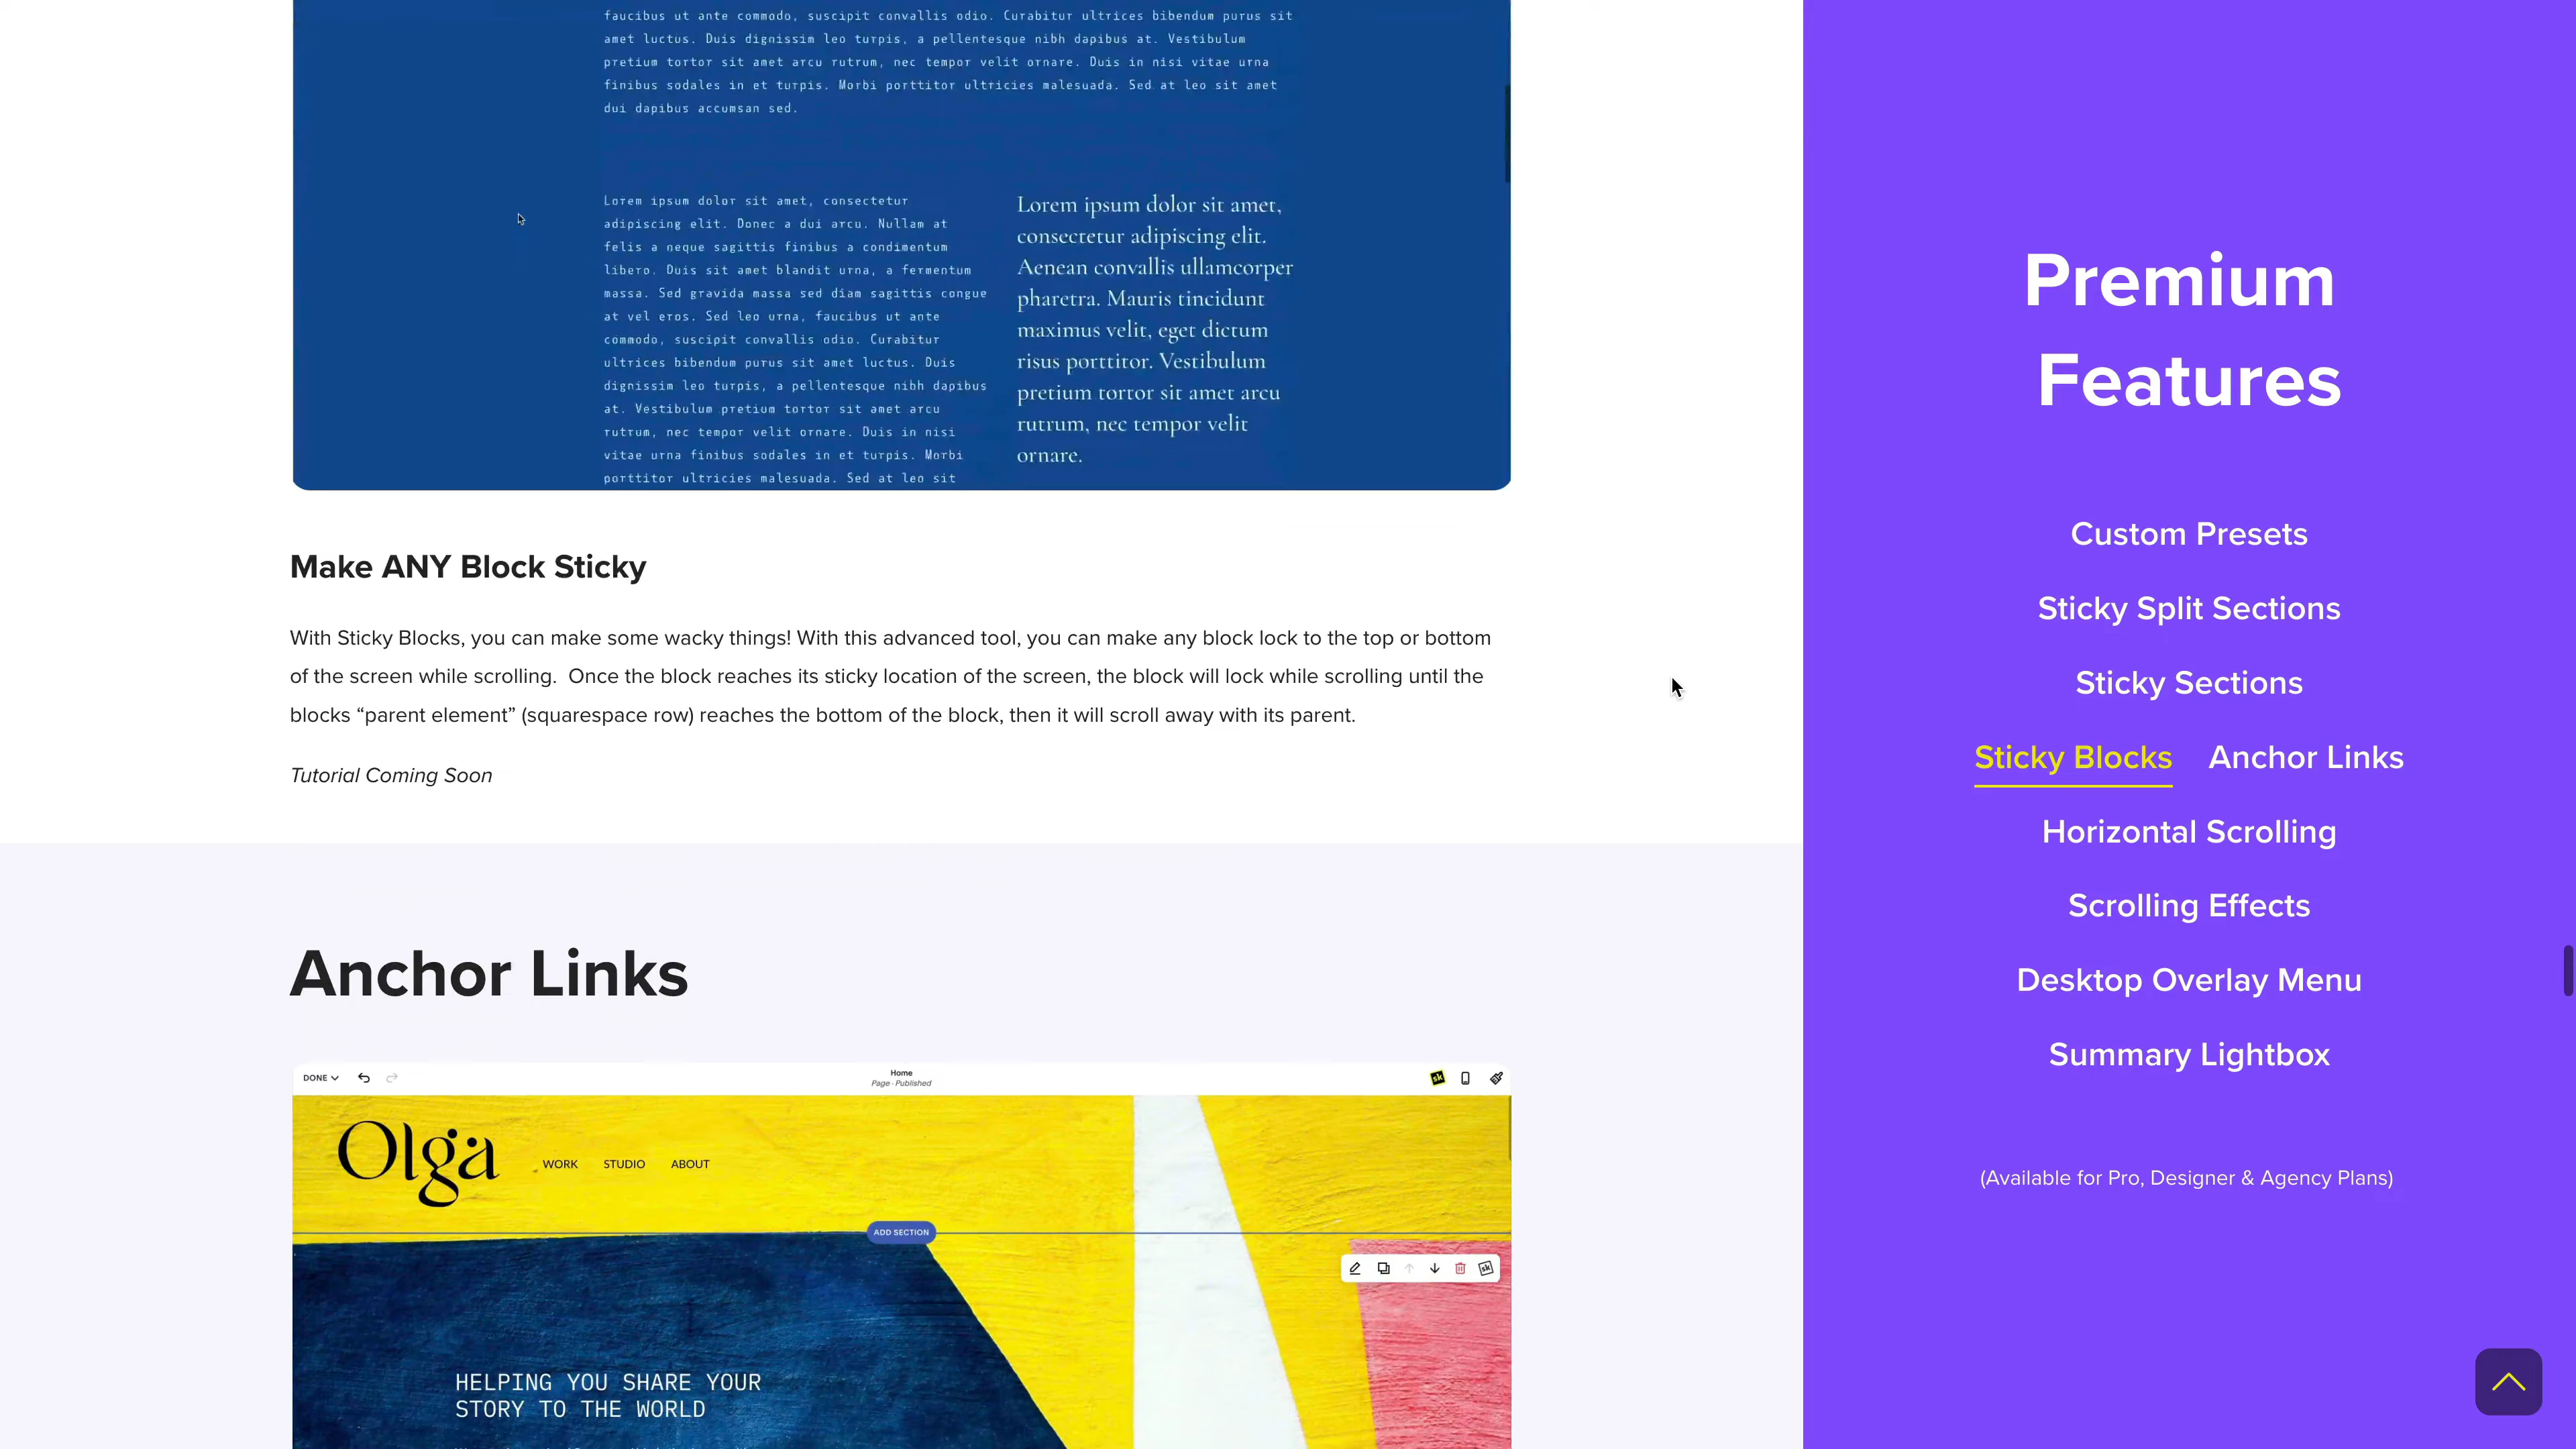 faucibus ut ante commodo, suscipit convallis odio. Curabitur ultrices bibendum purus sit
amet luctus. Duis dignissim leo turpis, a pellentesque nibh dapibus at. Vestibulum
pretium tortor sit amet arcu rutrum, nec tempor velit ornare. Duis in nisi vitae urna
finibus sodales in et turpis. Morbi porttitor ultricies malesuada. Sed at leo sit amet
dui dapibus accumsan sed.
Lorem ipsum dolor sit amet, consectetur
adipiscing elit. Donec a dui arcu. Nullam at
felis a neque sagittis finibus a condimentum
libero. Duis sit amet blandit urna, a fermentum
massa. Sed gravida massa sed diam sagittis congue
at vel eros. Sed leo urna, faucibus ut ante
commodo, suscipit convallis odio. Curabitur
ultrices bibendum purus sit amet luctus. Duis
dignissim leo turpis, a pellentesque nibh dapibus
at. Vestibulum pretium tortor sit amet arcu
rutrum, nec tempor velit ornare. Duis in nisi
vitae urna finibus sodales in et turpis. Morbi
porttitor ultricies malesuada. Sed at leo sit
Lorem ipsum dolor sit amet,
consectetur adipiscing elit.
Aenean convallis ullamcorper
pharetra. Mauris tincidunt
maximus velit, eget dictum
risus porttitor. Vestibulum
pretium tortor sit amet arcu
rutrum, nec tempor velit
ornare.
Make ANY Block Sticky
With Sticky Blocks, you can make some wacky things! With this advanced tool, you can make any block lock to the top or bottom
of the screen while scrolling.  Once the block reaches its sticky location of the screen, the block will lock while scrolling until the
blocks “parent element” (squarespace row) reaches the bottom of the block, then it will scroll away with its parent.
Tutorial Coming Soon
Anchor Links
DONE
Home
Page · Published
sk
Olga
WORK STUDIO ABOUT
ADD SECTION
sk
HELPING YOU SHARE YOUR
STORY TO THE WORLD
Premium
Features
Custom Presets
Sticky Split Sections
Sticky Sections
Sticky Blocks Anchor Links
Horizontal Scrolling
Scrolling Effects
Desktop Overlay Menu
Summary Lightbox
(Available for Pro, Designer & Agency Plans)